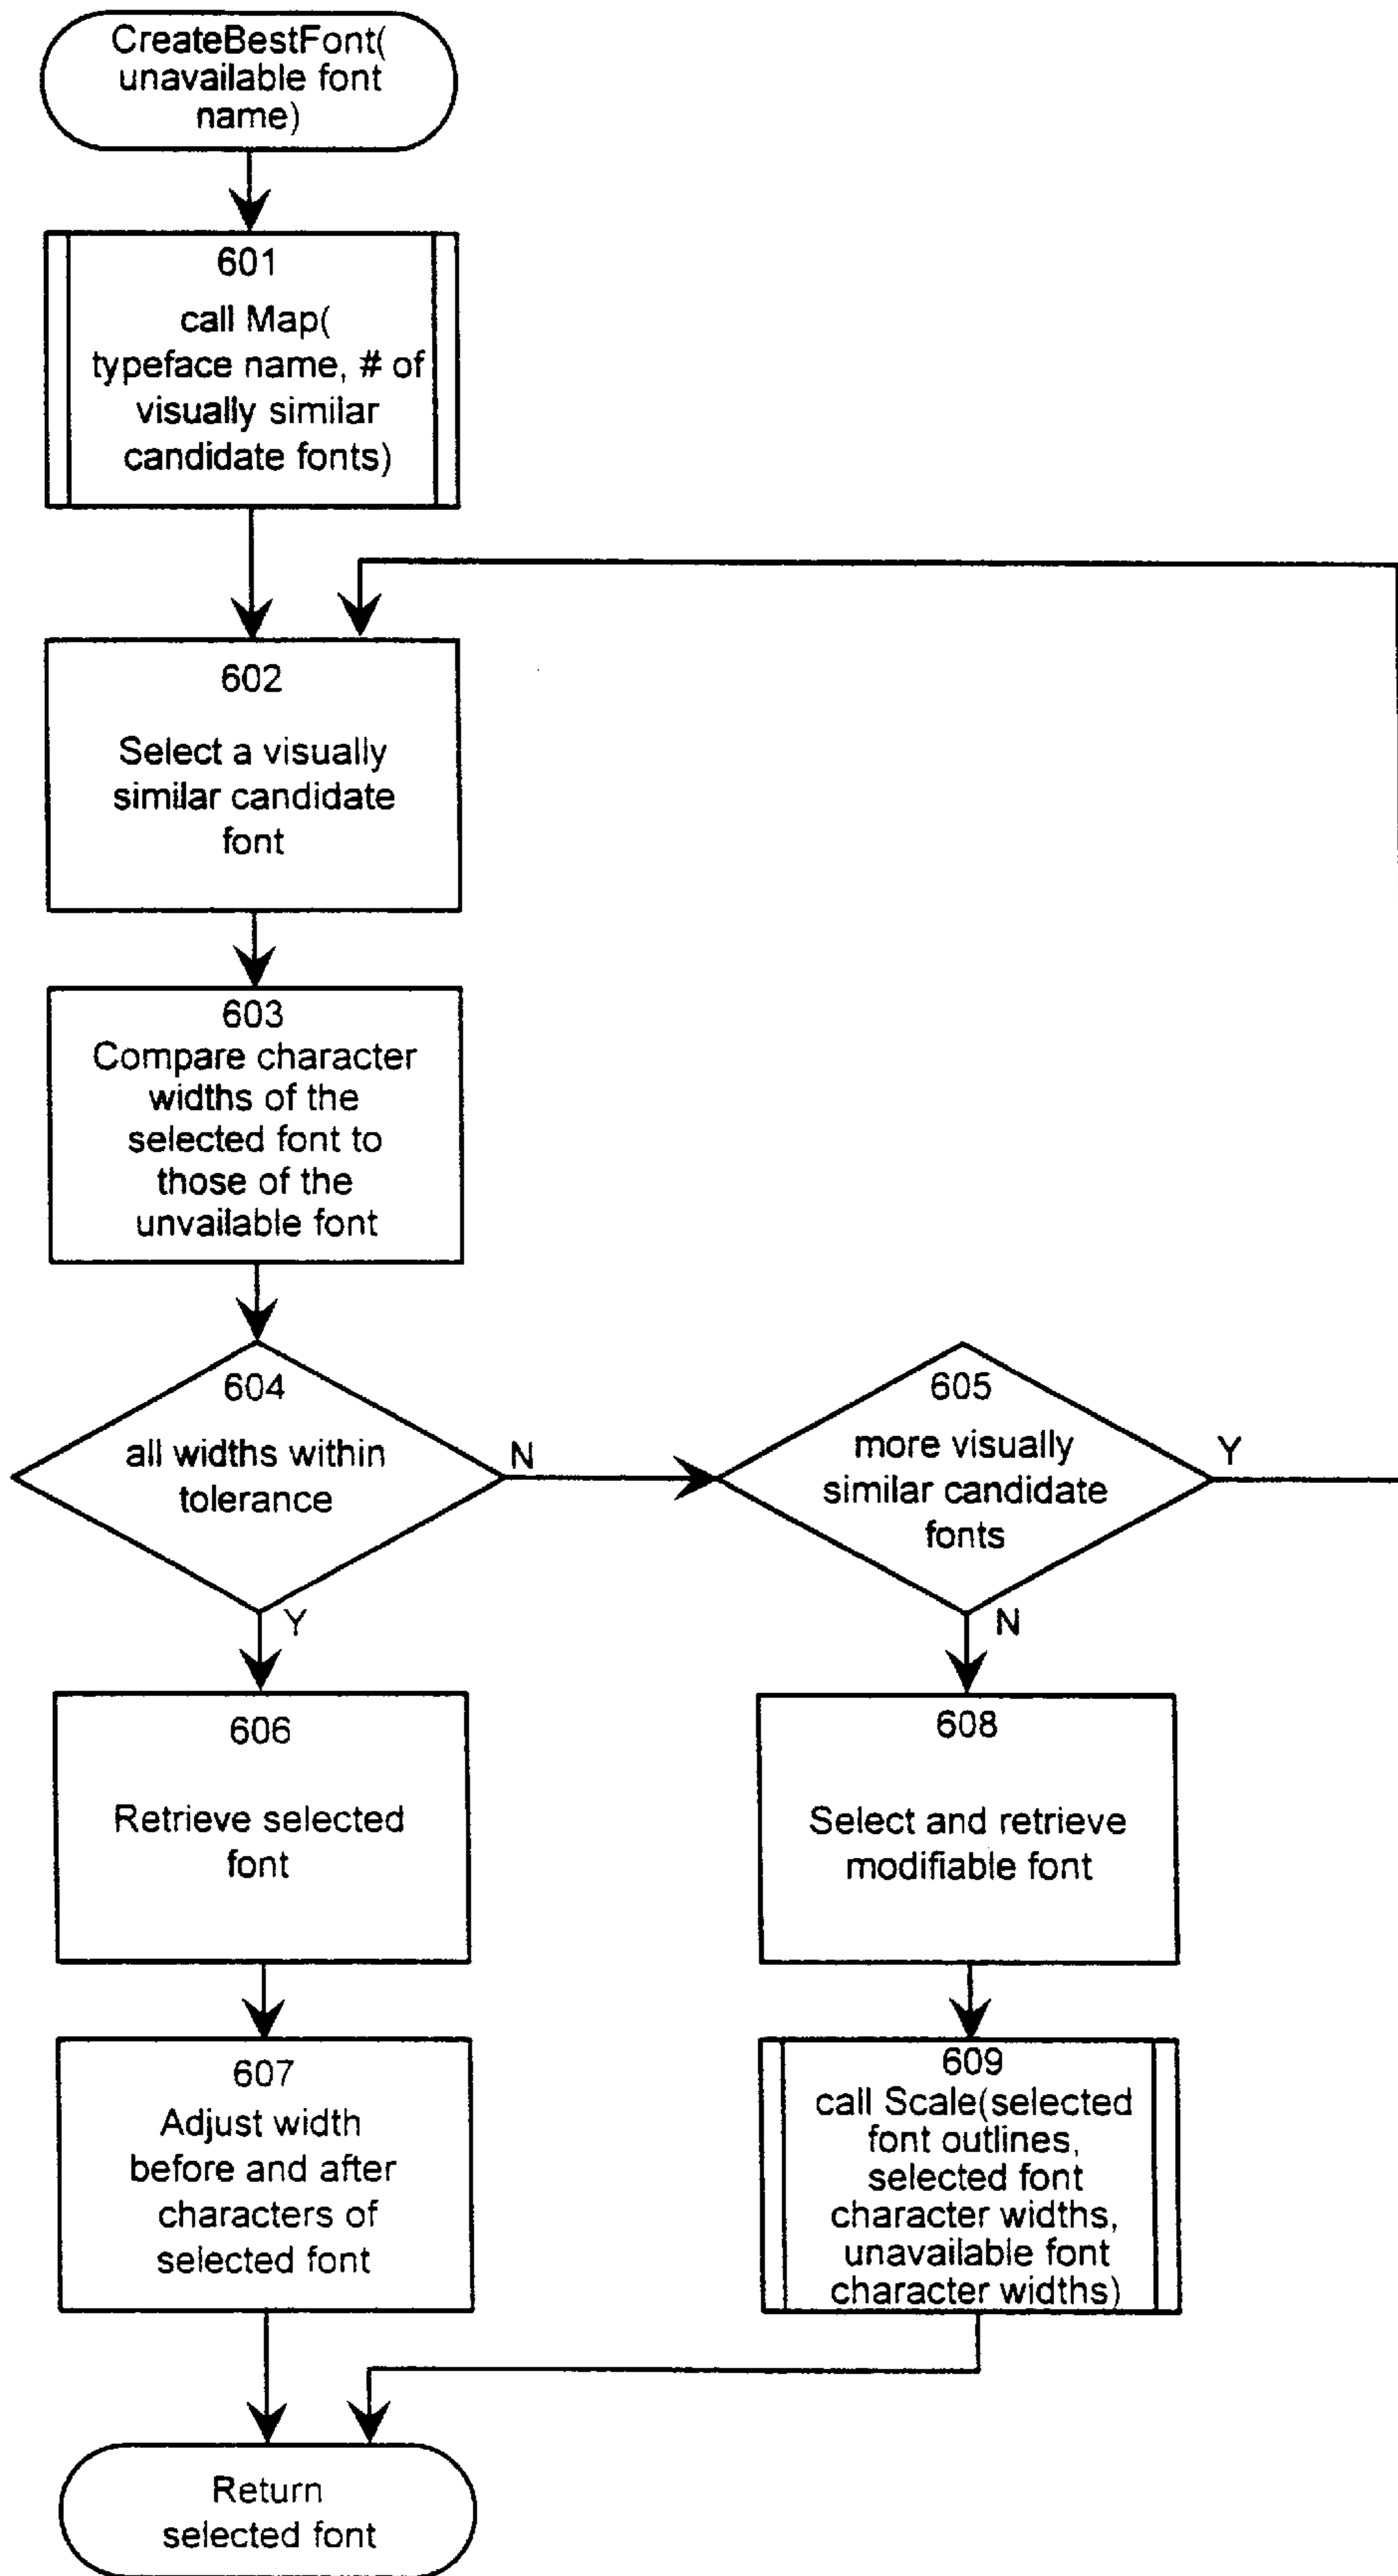 CreateBestFont(
unavailable font
name)
601
call Map(
typeface name, # of
visually similar
candidate fonts)
602
Select a visually
similar candidate
font
603
Compare character
widths of the
selected font to
those of the
unvailable font
604
all widths within
tolerance
N
605
more visually
similar candidate
fonts
Y
Y
N
606
Retrieve selected
font
608
Select and retrieve
modifiable font
607
Adjust width
before and after
characters of
selected font
609
call Scale(selected
font outlines,
selected font
character widths,
unavailable font
character widths)
Return
selected font